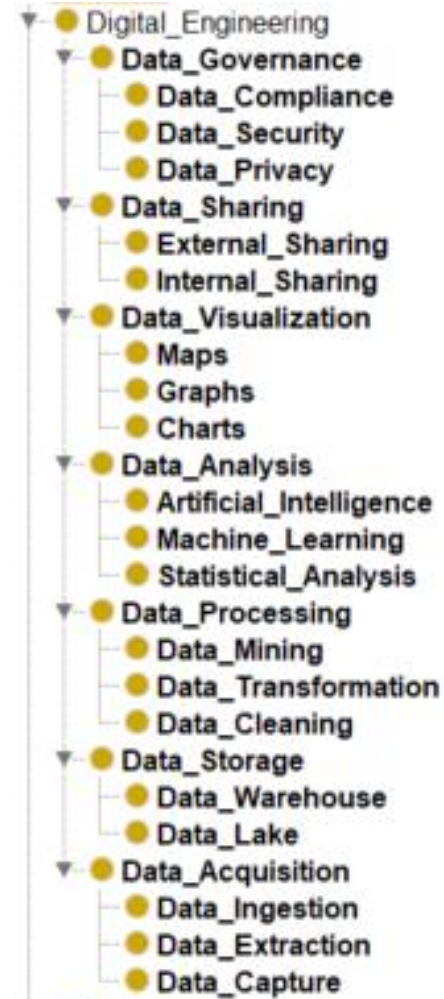 Digital_Engineering
Data_Governance
Data_Compliance
Data_Security
Data_Privacy
Data_Sharing
External_Sharing
Internal_Sharing
Data_Visualization
Maps
Graphs
Charts
Data_Analysis
Artificial_Intelligence
Machine_Learning
Statistical_Analysis
Data_Processing
Data_Mining
Data_Transformation
Data_Cleaning
Data_Storage
Data_Warehouse
Data_Lake
Data_Acquisition
Data_Ingestion
Data_Extraction
Data_Capture